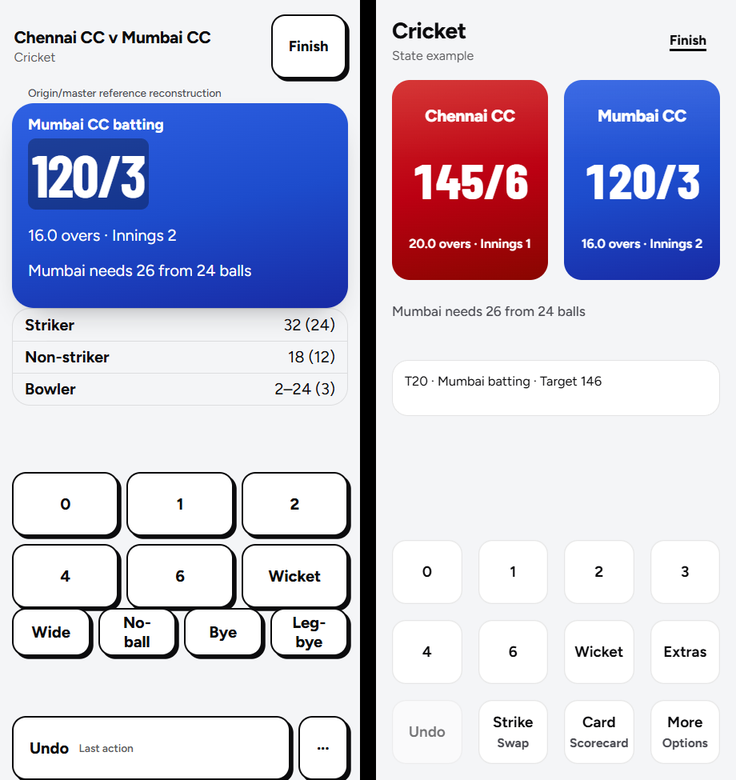 Chennai CC v Mumbai CC
Cricket
Finish
Origin/master reference reconstruction
Mumbai CC batting
120/3
16.0 overs · Innings 2
Mumbai needs 26 from 24 balls
Striker 32 (24)
Non-striker 18 (12)
Bowler 2–24 (3)
0 1 2
4 6 Wicket
Wide No-ball Bye Leg-bye
Undo Last action ···
Cricket
State example
Finish
Chennai CC
145/6
20.0 overs · Innings 1
Mumbai CC
120/3
16.0 overs · Innings 2
Mumbai needs 26 from 24 balls
T20 · Mumbai batting · Target 146
0 1 2 3
4 6 Wicket Extras
Undo Strike Card More
Swap Scorecard Options